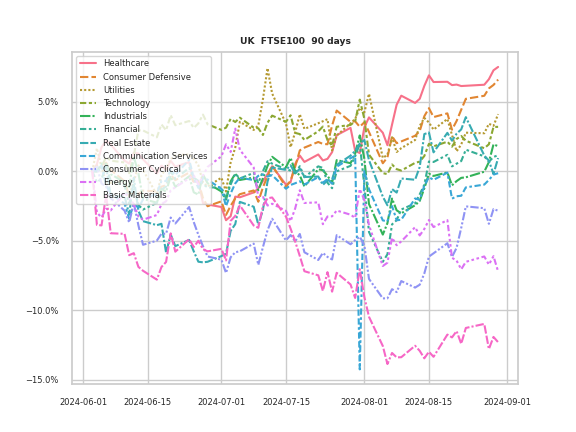 UK FTSE100 90 days
Healthcare
Consumer Defensive
Utilities
Technology
Industrials
Financial
Real Estate
Communication Services
Consumer Cyclical
Energy
Basic Materials
5.0%
0.0%
−5.0%
−10.0%
−15.0%
2024-06-01 2024-06-15 2024-07-01 2024-07-15 2024-08-01 2024-08-15 2024-09-01